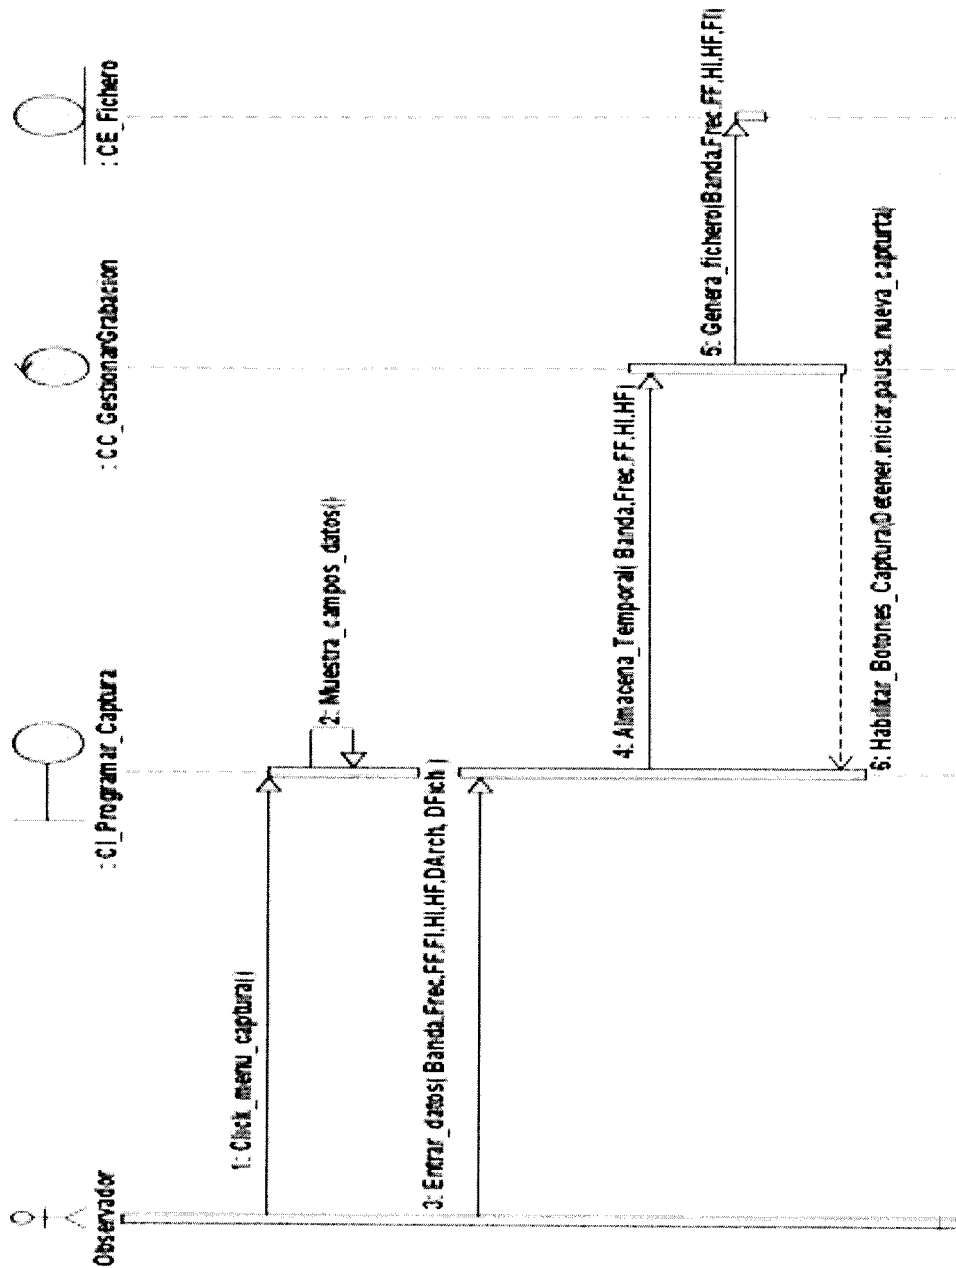 Observador
: CI_Programar_Captura
: CC_GestionarGrabacion
: CE_Fichero
1: Click_menu_captura()
2: Muestra_campos_datos()
3: Entrar_datos( Banda,Frec,FF,FI,HI,HF,DArch, DFich )
4: Almacena_Temporal( Banda,Frec,FF,HI,HF)
5: Genera_fichero(Banda,Frec,FF,HI,HF,FI)
6: Habilitar_Botones_Captura(Detener,iniciar,pausa, nueva_capturta)